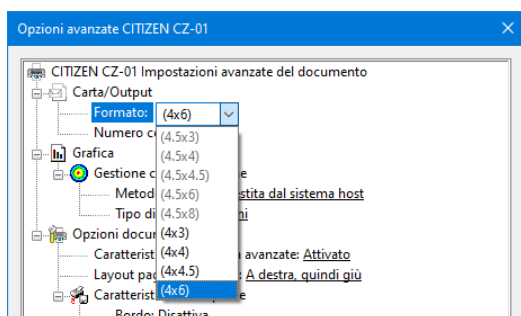 Opzioni avanzate CITIZEN CZ-01
CITIZEN CZ-01 Impostazioni avanzate del documento
Carta/Output
Formato: (4x6)
Numero c
(4.5x3)
Grafica
(4.5x4)
Gestione c
(4.5x4.5)
e
Metod
(4.5x6)
stita dal sistema host
Tipo di
(4.5x8)
ni
Opzioni docur
(4x3)
Caratterist
(4x4)
avanzate: Attivato
Layout pag
(4x4.5)
: A destra, quindi giù
Caratterist
(4x6)
e
Bordo: Disattiva